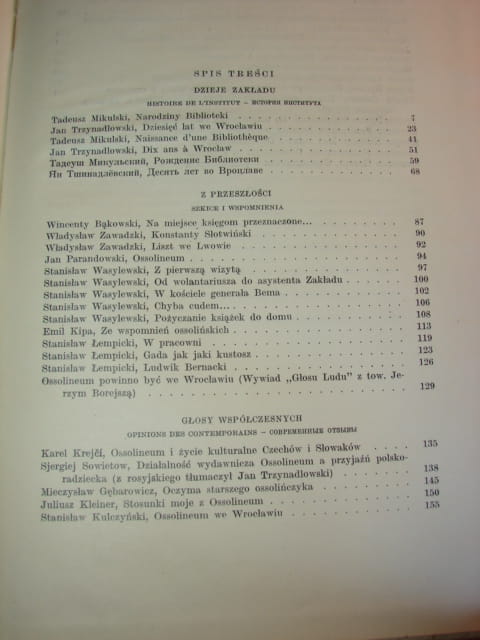 SPIS TREŚCI
DZIEJE ZAKŁADU
HISTOIRE DE L'INSTITUT – ИСТОРИЯ ИНСТИТУТА
Tadeusz Mikulski, Narodziny Biblioteki . . . . . . . . . . 7
Jan Trzynadlowski, Dziesięć lat we Wrocławiu . . . . . . . . . . 23
Tadeusz Mikulski, Naissance d'une Bibliothèque . . . . . . . . . . 41
Jan Trzynadlowski, Dix ans à Wrocław . . . . . . . . . . 51
Тадеуш Микульский, Рождение Библиотеки . . . . . . . . . . 59
Ян Тшинадлёвский, Десять лет во Вроцлаве . . . . . . . . . . 68
Z PRZESZŁOŚCI
SZKICE I WSPOMNIENIA
Wincenty Bąkowski, Na miejsce księgom przeznaczone... . . . . . . . . 87
Władysław Zawadzki, Konstanty Słotwiński . . . . . . . . . . 90
Władysław Zawadzki, Liszt we Lwowie . . . . . . . . . . 92
Jan Parandowski, Ossolineum . . . . . . . . . . 94
Stanisław Wasylewski, Z pierwszą wizytą . . . . . . . . . . 97
Stanisław Wasylewski, Od wolantariusza do asystenta Zakładu . . . . . . 100
Stanisław Wasylewski, W kościele generała Bema . . . . . . . . . . 102
Stanisław Wasylewski, Chyba cudem... . . . . . . . . . . 106
Stanisław Wasylewski, Pożyczanie książek do domu . . . . . . . . . . 108
Emil Kipa, Ze wspomnień ossolińskich . . . . . . . . . . 113
Stanisław Łempicki, W pracowni . . . . . . . . . . 119
Stanisław Łempicki, Gada jak jaki kustosz . . . . . . . . . . 123
Stanisław Łempicki, Ludwik Bernacki . . . . . . . . . . 126
Ossolineum powinno być we Wrocławiu (Wywiad „Głosu Ludu” z tow. Je-
rzym Borejszą) . . . . . . . . . . 129
GŁOSY WSPÓŁCZESNYCH
OPINIONS DES CONTEMPORAINS – СОВРЕМЕННЫЕ ОТЗЫВЫ
Karel Krejčí, Ossolineum i życie kulturalne Czechów i Słowaków . . . . 135
Sjergiej Sowietow, Działalność wydawnicza Ossolineum a przyjaźń polsko-
radziecka (z rosyjskiego tłumaczył Jan Trzynadlowski) . . . . . . 138
Mieczysław Gębarowicz, Oczyma starszego ossolińczyka . . . . . . . . 145
Juliusz Kleiner, Stosunki moje z Ossolineum . . . . . . . . . . 150
Stanisław Kulczyński, Ossolineum we Wrocławiu . . . . . . . . . . 155